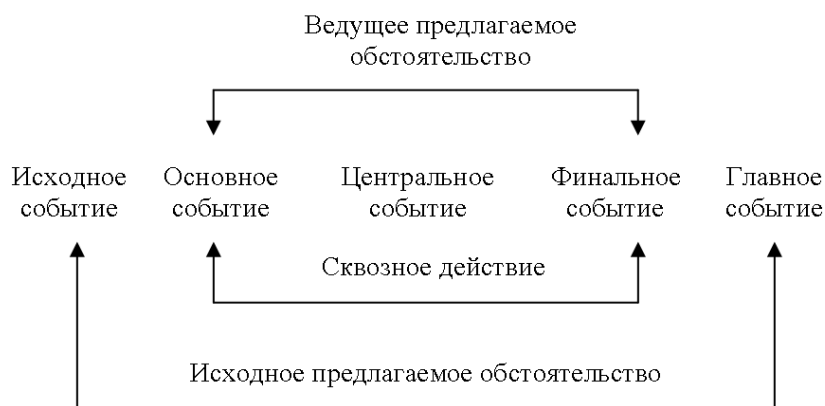 Ведущее предлагаемое
обстоятельство
Исходное событие
Основное событие
Центральное событие
Финальное событие
Главное событие
Сквозное действие
Исходное предлагаемое обстоятельство